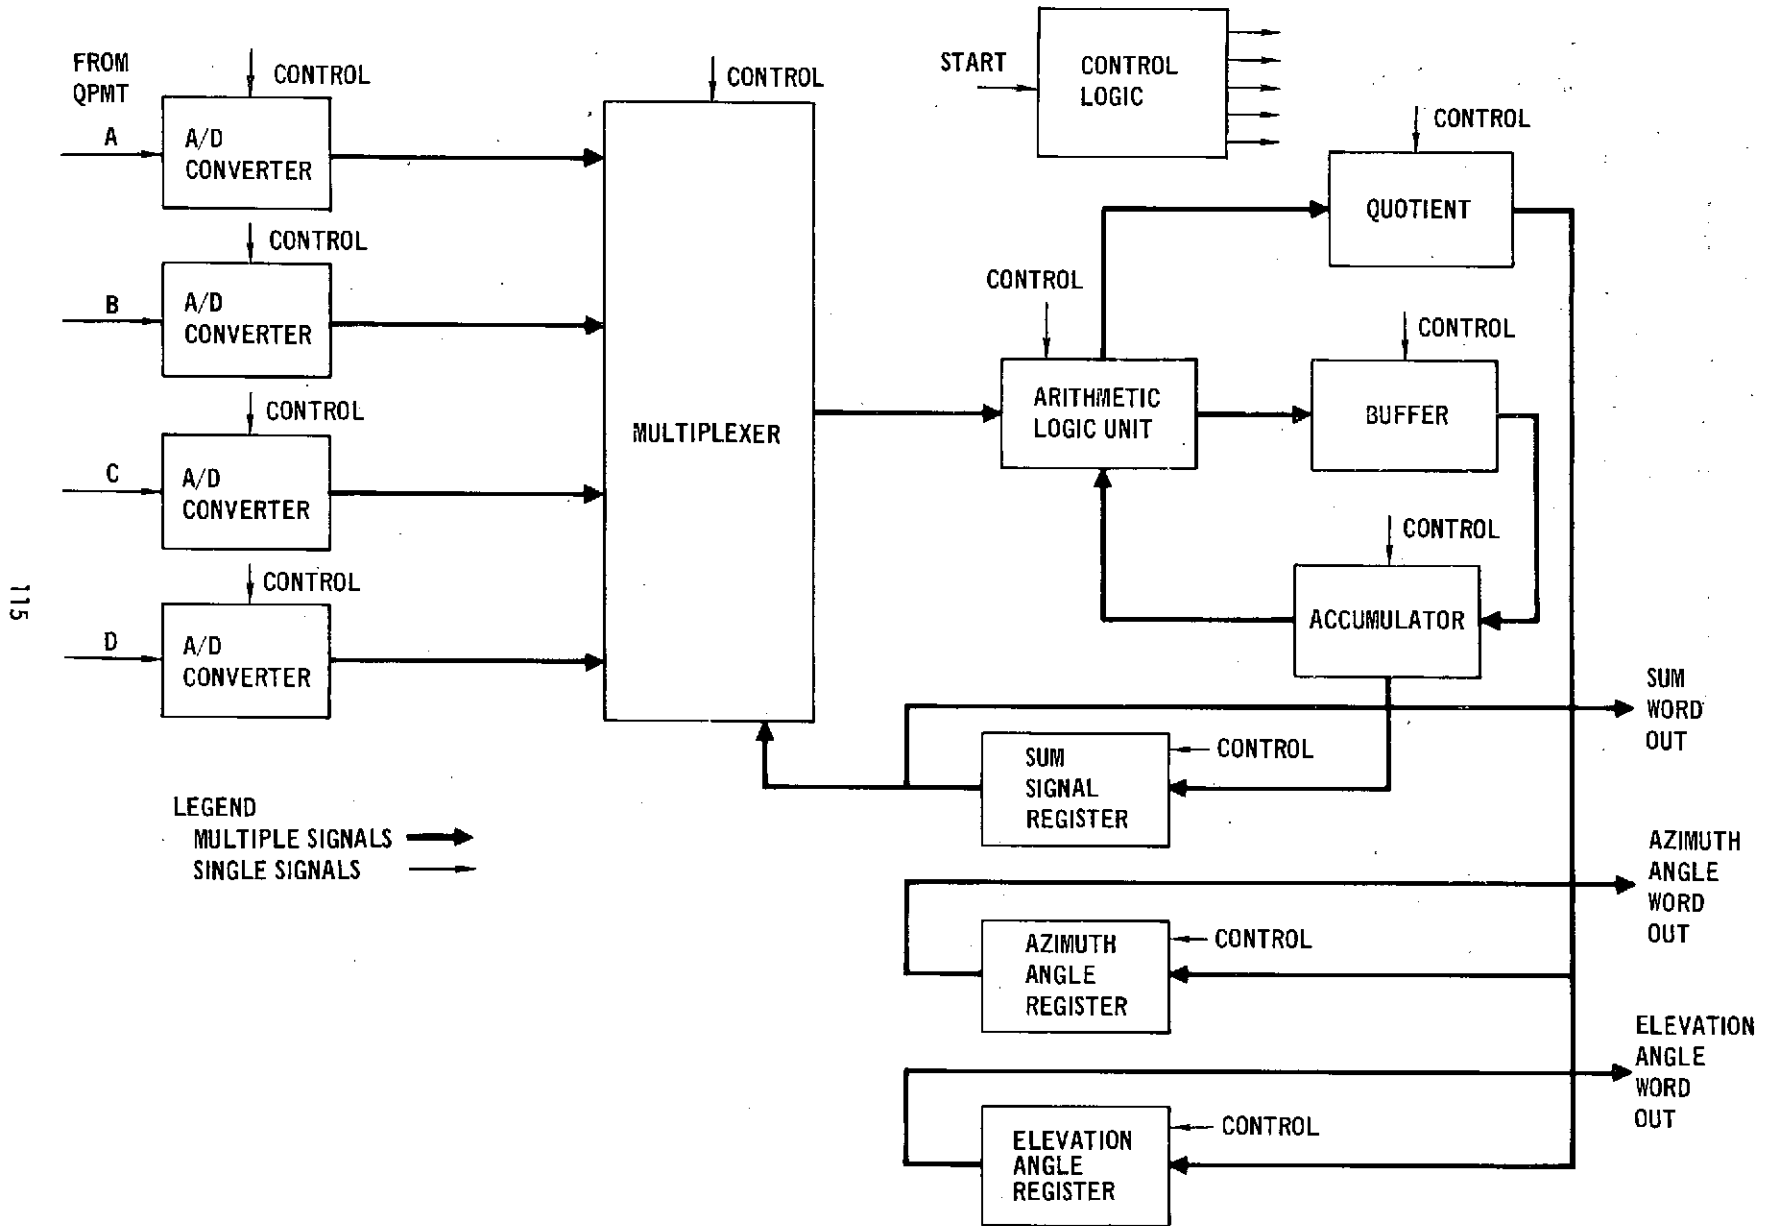 FROM
QPMT
CONTROL
A
A/D
CONVERTER
CONTROL
B
A/D
CONVERTER
CONTROL
C
A/D
CONVERTER
CONTROL
D
A/D
CONVERTER
CONTROL
MULTIPLEXER
START
CONTROL
LOGIC
CONTROL
QUOTIENT
CONTROL
ARITHMETIC
LOGIC UNIT
CONTROL
BUFFER
CONTROL
ACCUMULATOR
SUM
WORD
OUT
CONTROL
SUM
SIGNAL
REGISTER
AZIMUTH
ANGLE
WORD
OUT
CONTROL
AZIMUTH
ANGLE
REGISTER
ELEVATION
ANGLE
WORD
OUT
CONTROL
ELEVATION
ANGLE
REGISTER
LEGEND
MULTIPLE SIGNALS
SINGLE SIGNALS
115